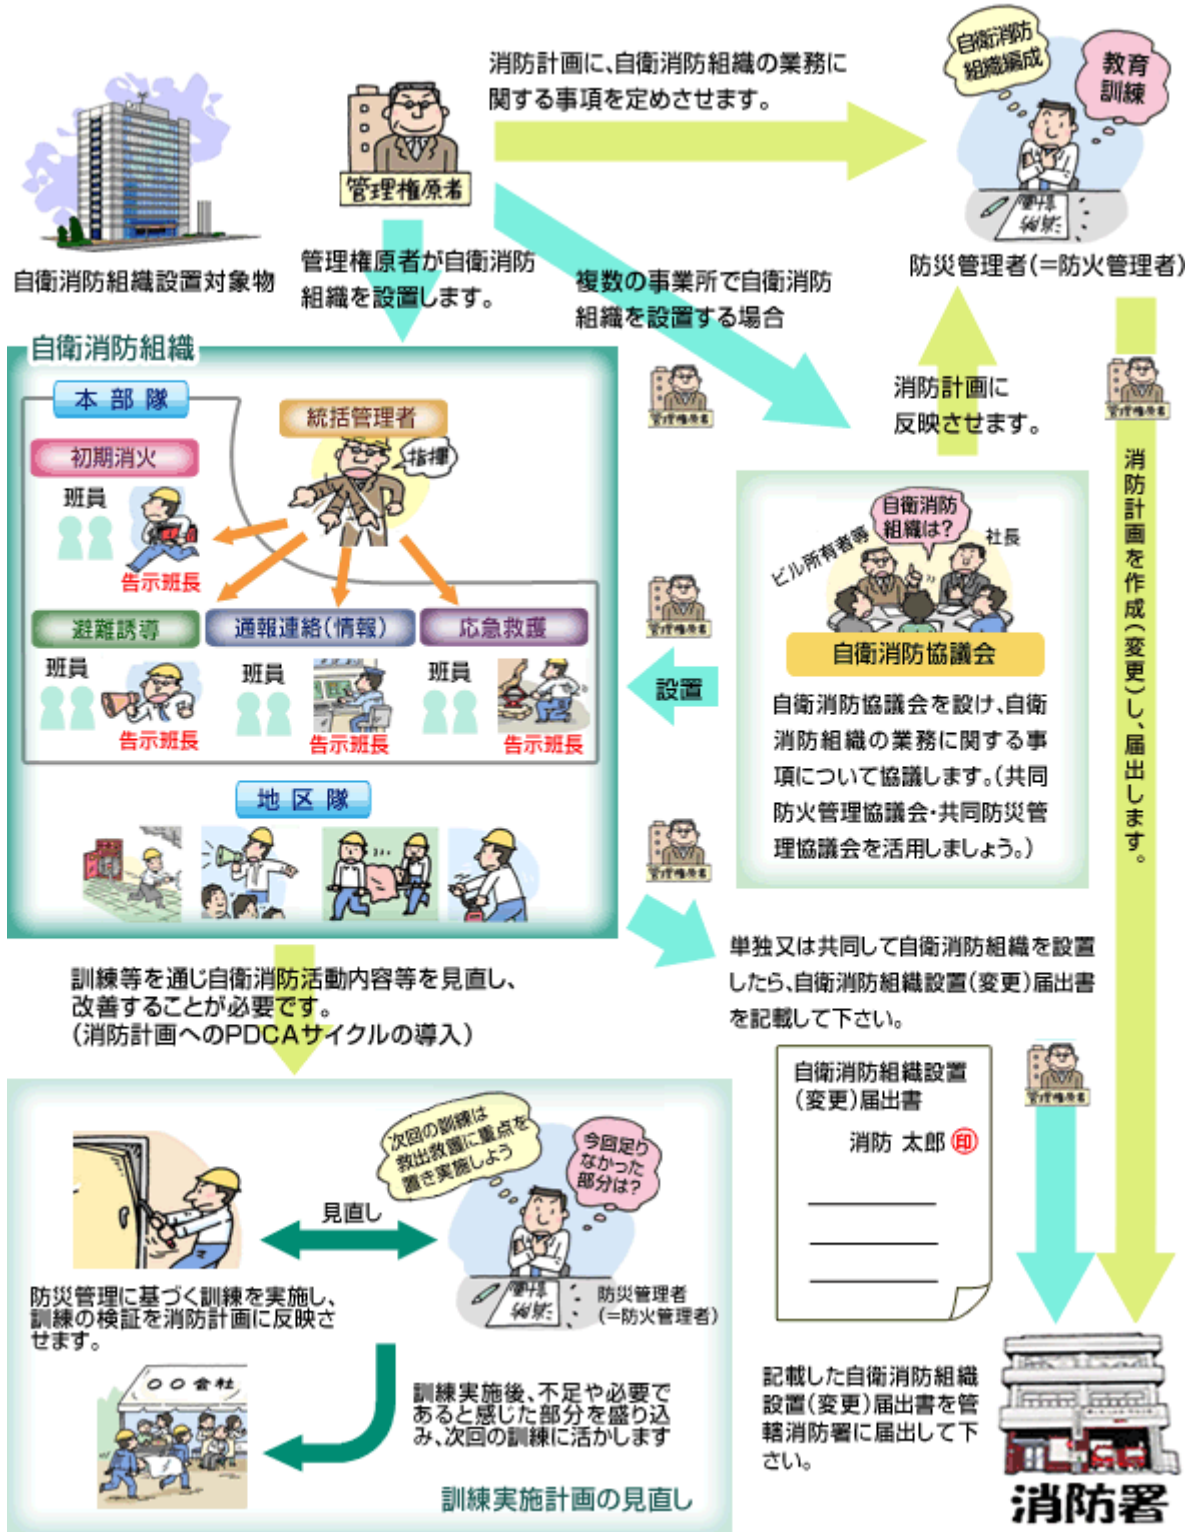 消防計画に、自衛消防組織の業務に
関する事項を定めさせます。
自衛消防
組織編成
教育
訓練
管理権原者
自衛消防組織設置対象物
管理権原者が自衛消防
組織を設置します。
複数の事業所で自衛消防
組織を設置する場合
防災管理者(=防火管理者)
自衛消防組織
本部隊
統括管理者
指揮
初期消火
班員
告示班長
避難誘導
班員
告示班長
通報連絡(情報)
班員
告示班長
応急救護
班員
告示班長
地区隊
管理権原者
管理権原者
管理権原者
管理権原者
消防計画に
反映させます。
消防計画を作成(変更)し、届出します。
自衛消防
組織は?
ビル所有者等
社長
自衛消防協議会
自衛消防協議会を設け、自衛
消防組織の業務に関する事
項について協議します。(共同
防火管理協議会・共同防災管
理協議会を活用しましょう。)
設置
訓練等を通じ自衛消防活動内容等を見直し、
改善することが必要です。
(消防計画へのPDCAサイクルの導入)
単独又は共同して自衛消防組織を設置
したら、自衛消防組織設置(変更)届出書
を記載して下さい。
自衛消防組織設置
(変更)届出書
消防 太郎 印
管理権原者
次回の訓練は
救出救護に重点を
置き実施しよう
今回足り
なかった
部分は?
見直し
防災管理者
(=防火管理者)
防災管理に基づく訓練を実施し、
訓練の検証を消防計画に反映さ
せます。
○○会社
訓練実施後、不足や必要で
あると感じた部分を盛り込
み、次回の訓練に活かします
訓練実施計画の見直し
記載した自衛消防組織
設置(変更)届出書を管
轄消防署に届出して下
さい。
消防署